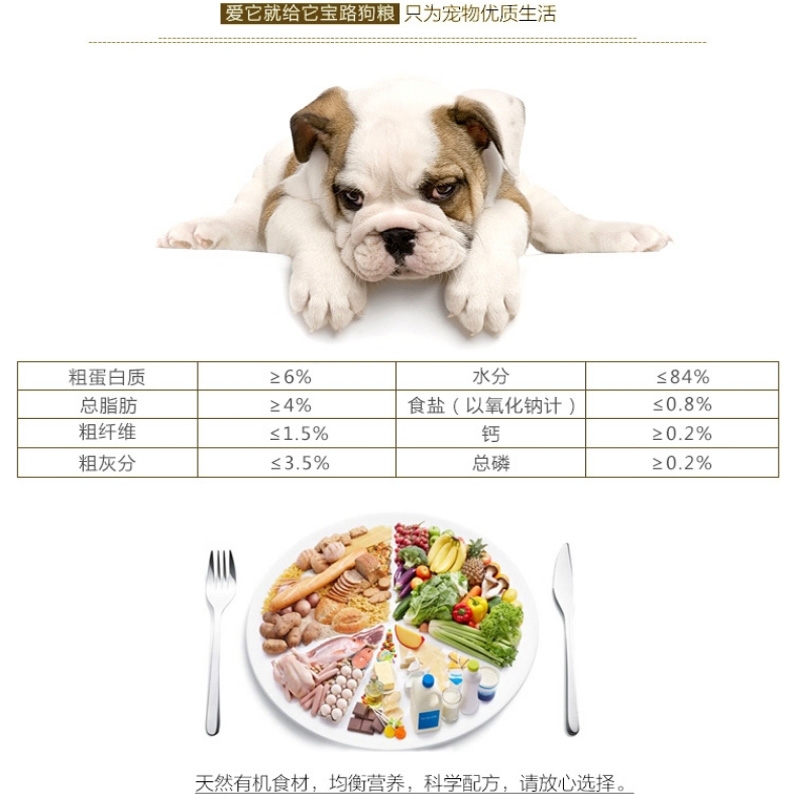 爱它就给它宝路狗粮 只为宠物优质生活
粗蛋白质 ≥6% 水分 ≤84%
总脂肪 ≥4% 食盐（以氧化钠计） ≤0.8%
粗纤维 ≤1.5% 钙 ≥0.2%
粗灰分 ≤3.5% 总磷 ≥0.2%
天然有机食材，均衡营养，科学配方，请放心选择。